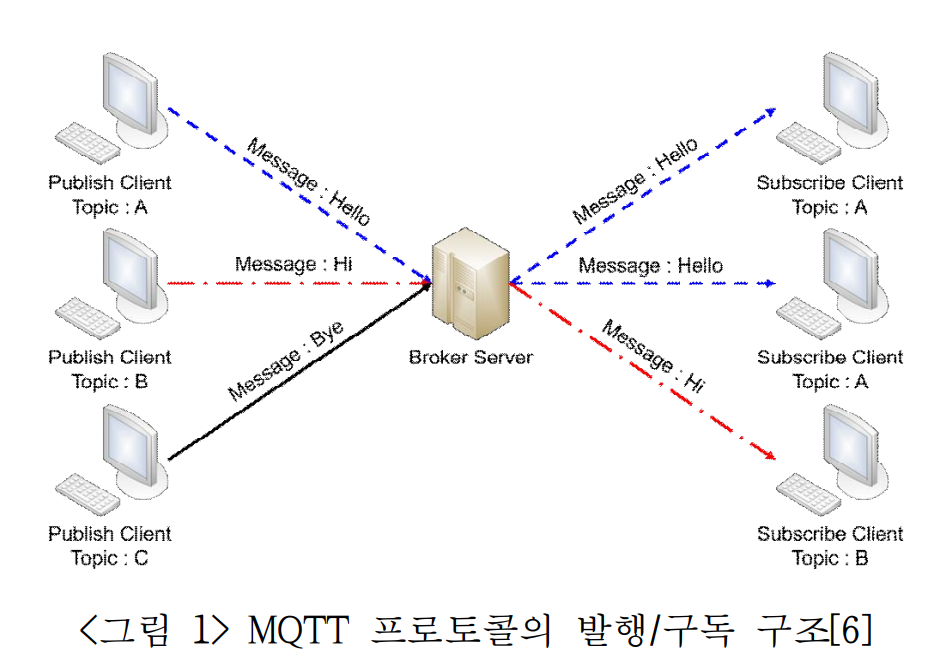 Message : Hello
Message : Hello
Publish Client
Topic : A
Subscribe Client
Topic : A
Message : Hi
Message : Hello
Message : Bye
Message : Hi
Publish Client
Topic : B
Broker Server
Subscribe Client
Topic : A
Publish Client
Topic : C
Subscribe Client
Topic : B
<그림 1> MQTT 프로토콜의 발행/구독 구조[6]